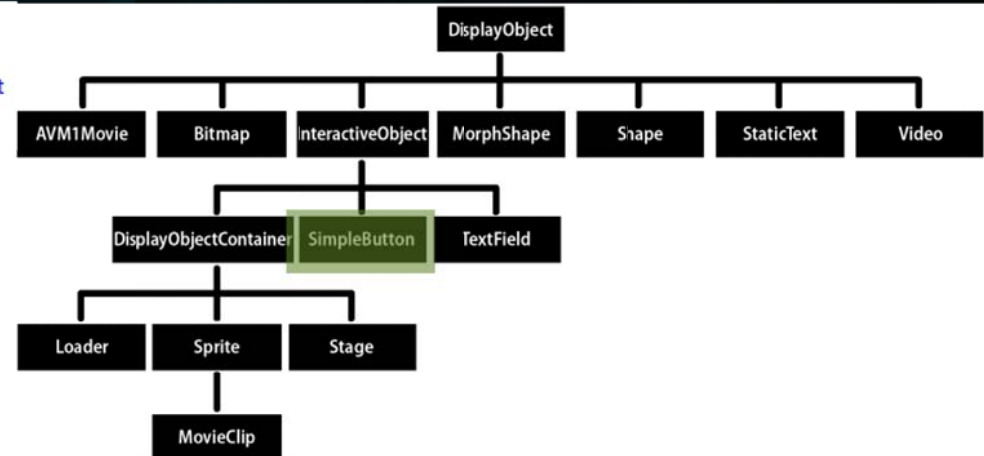 DisplayObject
t
AVM1Movie Bitmap InteractiveObject MorphShape Shape StaticText Video
DisplayObjectContainer SimpleButton TextField
Loader Sprite Stage
MovieClip